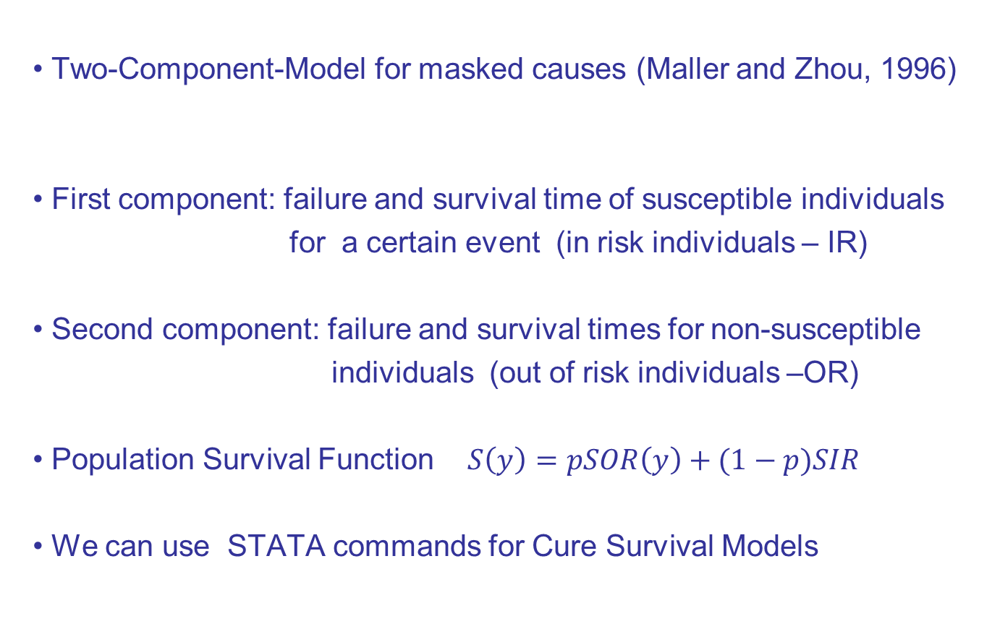 • Two-Component-Model for masked causes (Maller and Zhou, 1996)
• First component: failure and survival time of susceptible individuals
for a certain event (in risk individuals – IR)
• Second component: failure and survival times for non-susceptible
individuals (out of risk individuals –OR)
• Population Survival Function S(y) = pSOR(y) + (1 − p)SIR
• We can use STATA commands for Cure Survival Models